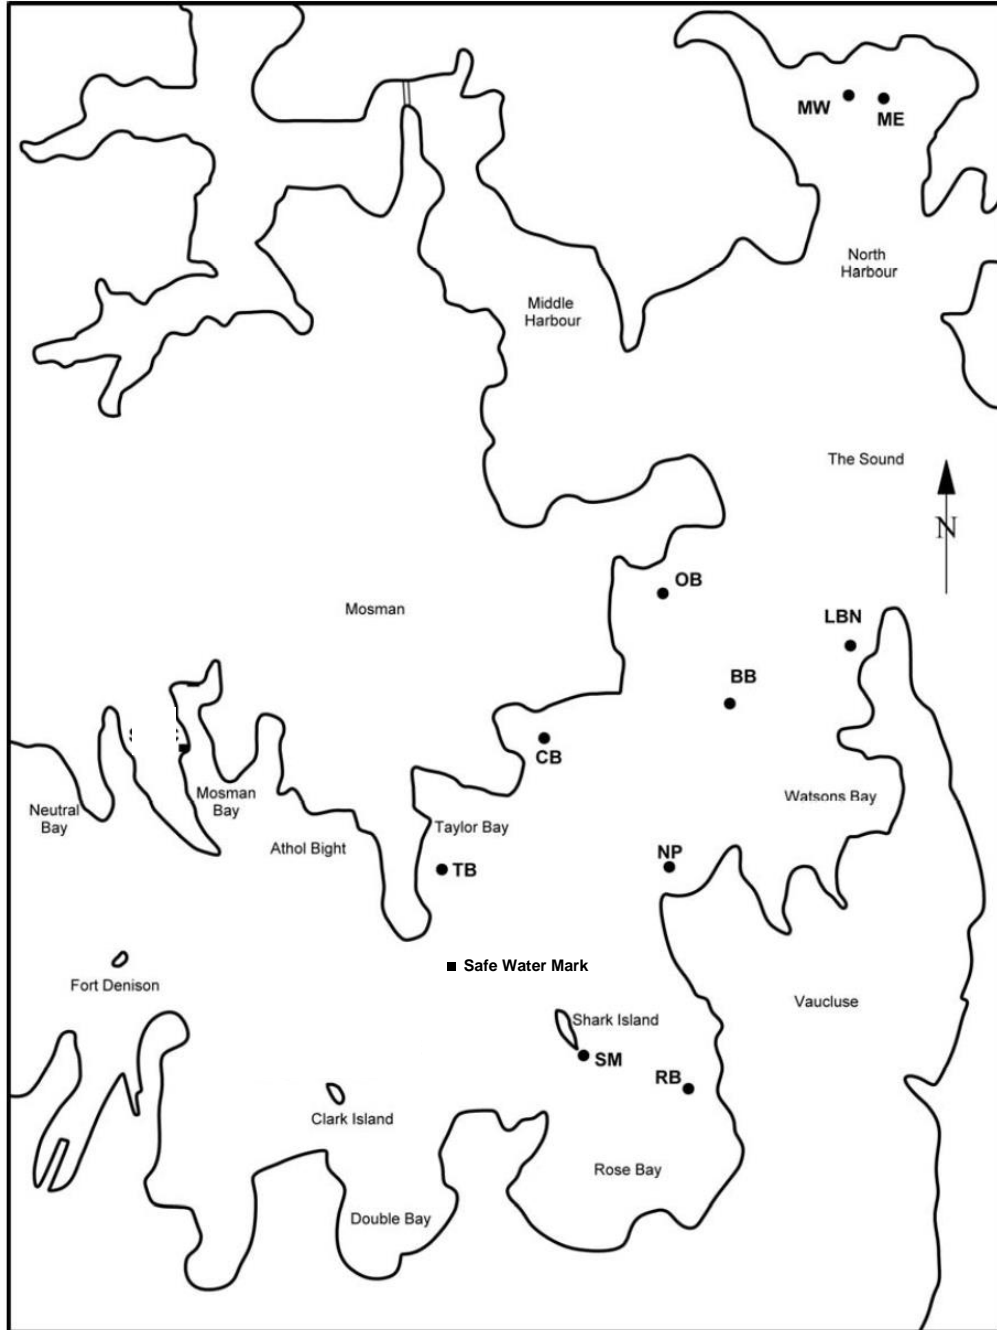 MW
ME
North
Harbour
Middle
Harbour
The Sound
N
OB
Mosman
LBN
BB
CB
Mosman
Bay
Neutral
Bay
Athol Bight
Taylor Bay
Watsons Bay
NP
TB
Safe Water Mark
Fort Denison
Vaucluse
Shark Island
SM
RB
Clark Island
Rose Bay
Double Bay